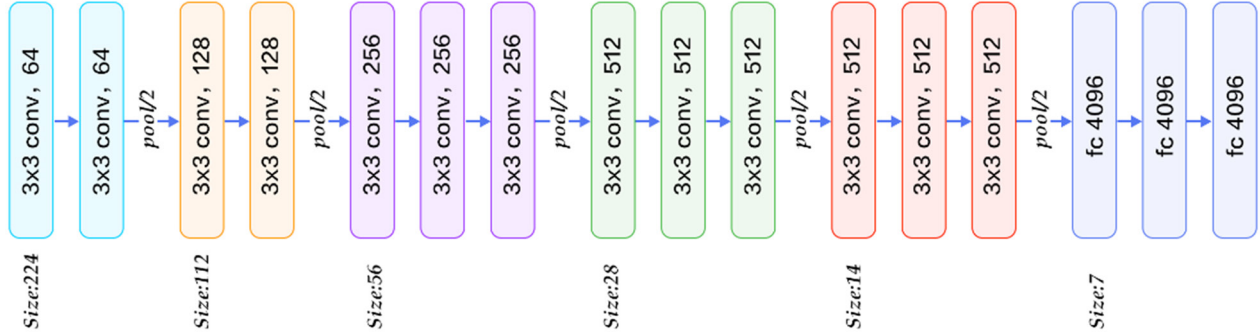 3x3 conv, 64
3x3 conv, 64
pool/2
3x3 conv, 128
3x3 conv, 128
pool/2
3x3 conv, 256
3x3 conv, 256
3x3 conv, 256
pool/2
3x3 conv, 512
3x3 conv, 512
3x3 conv, 512
pool/2
3x3 conv, 512
3x3 conv, 512
3x3 conv, 512
pool/2
fc 4096
fc 4096
fc 4096
Size:224
Size:112
Size:56
Size:28
Size:14
Size:7